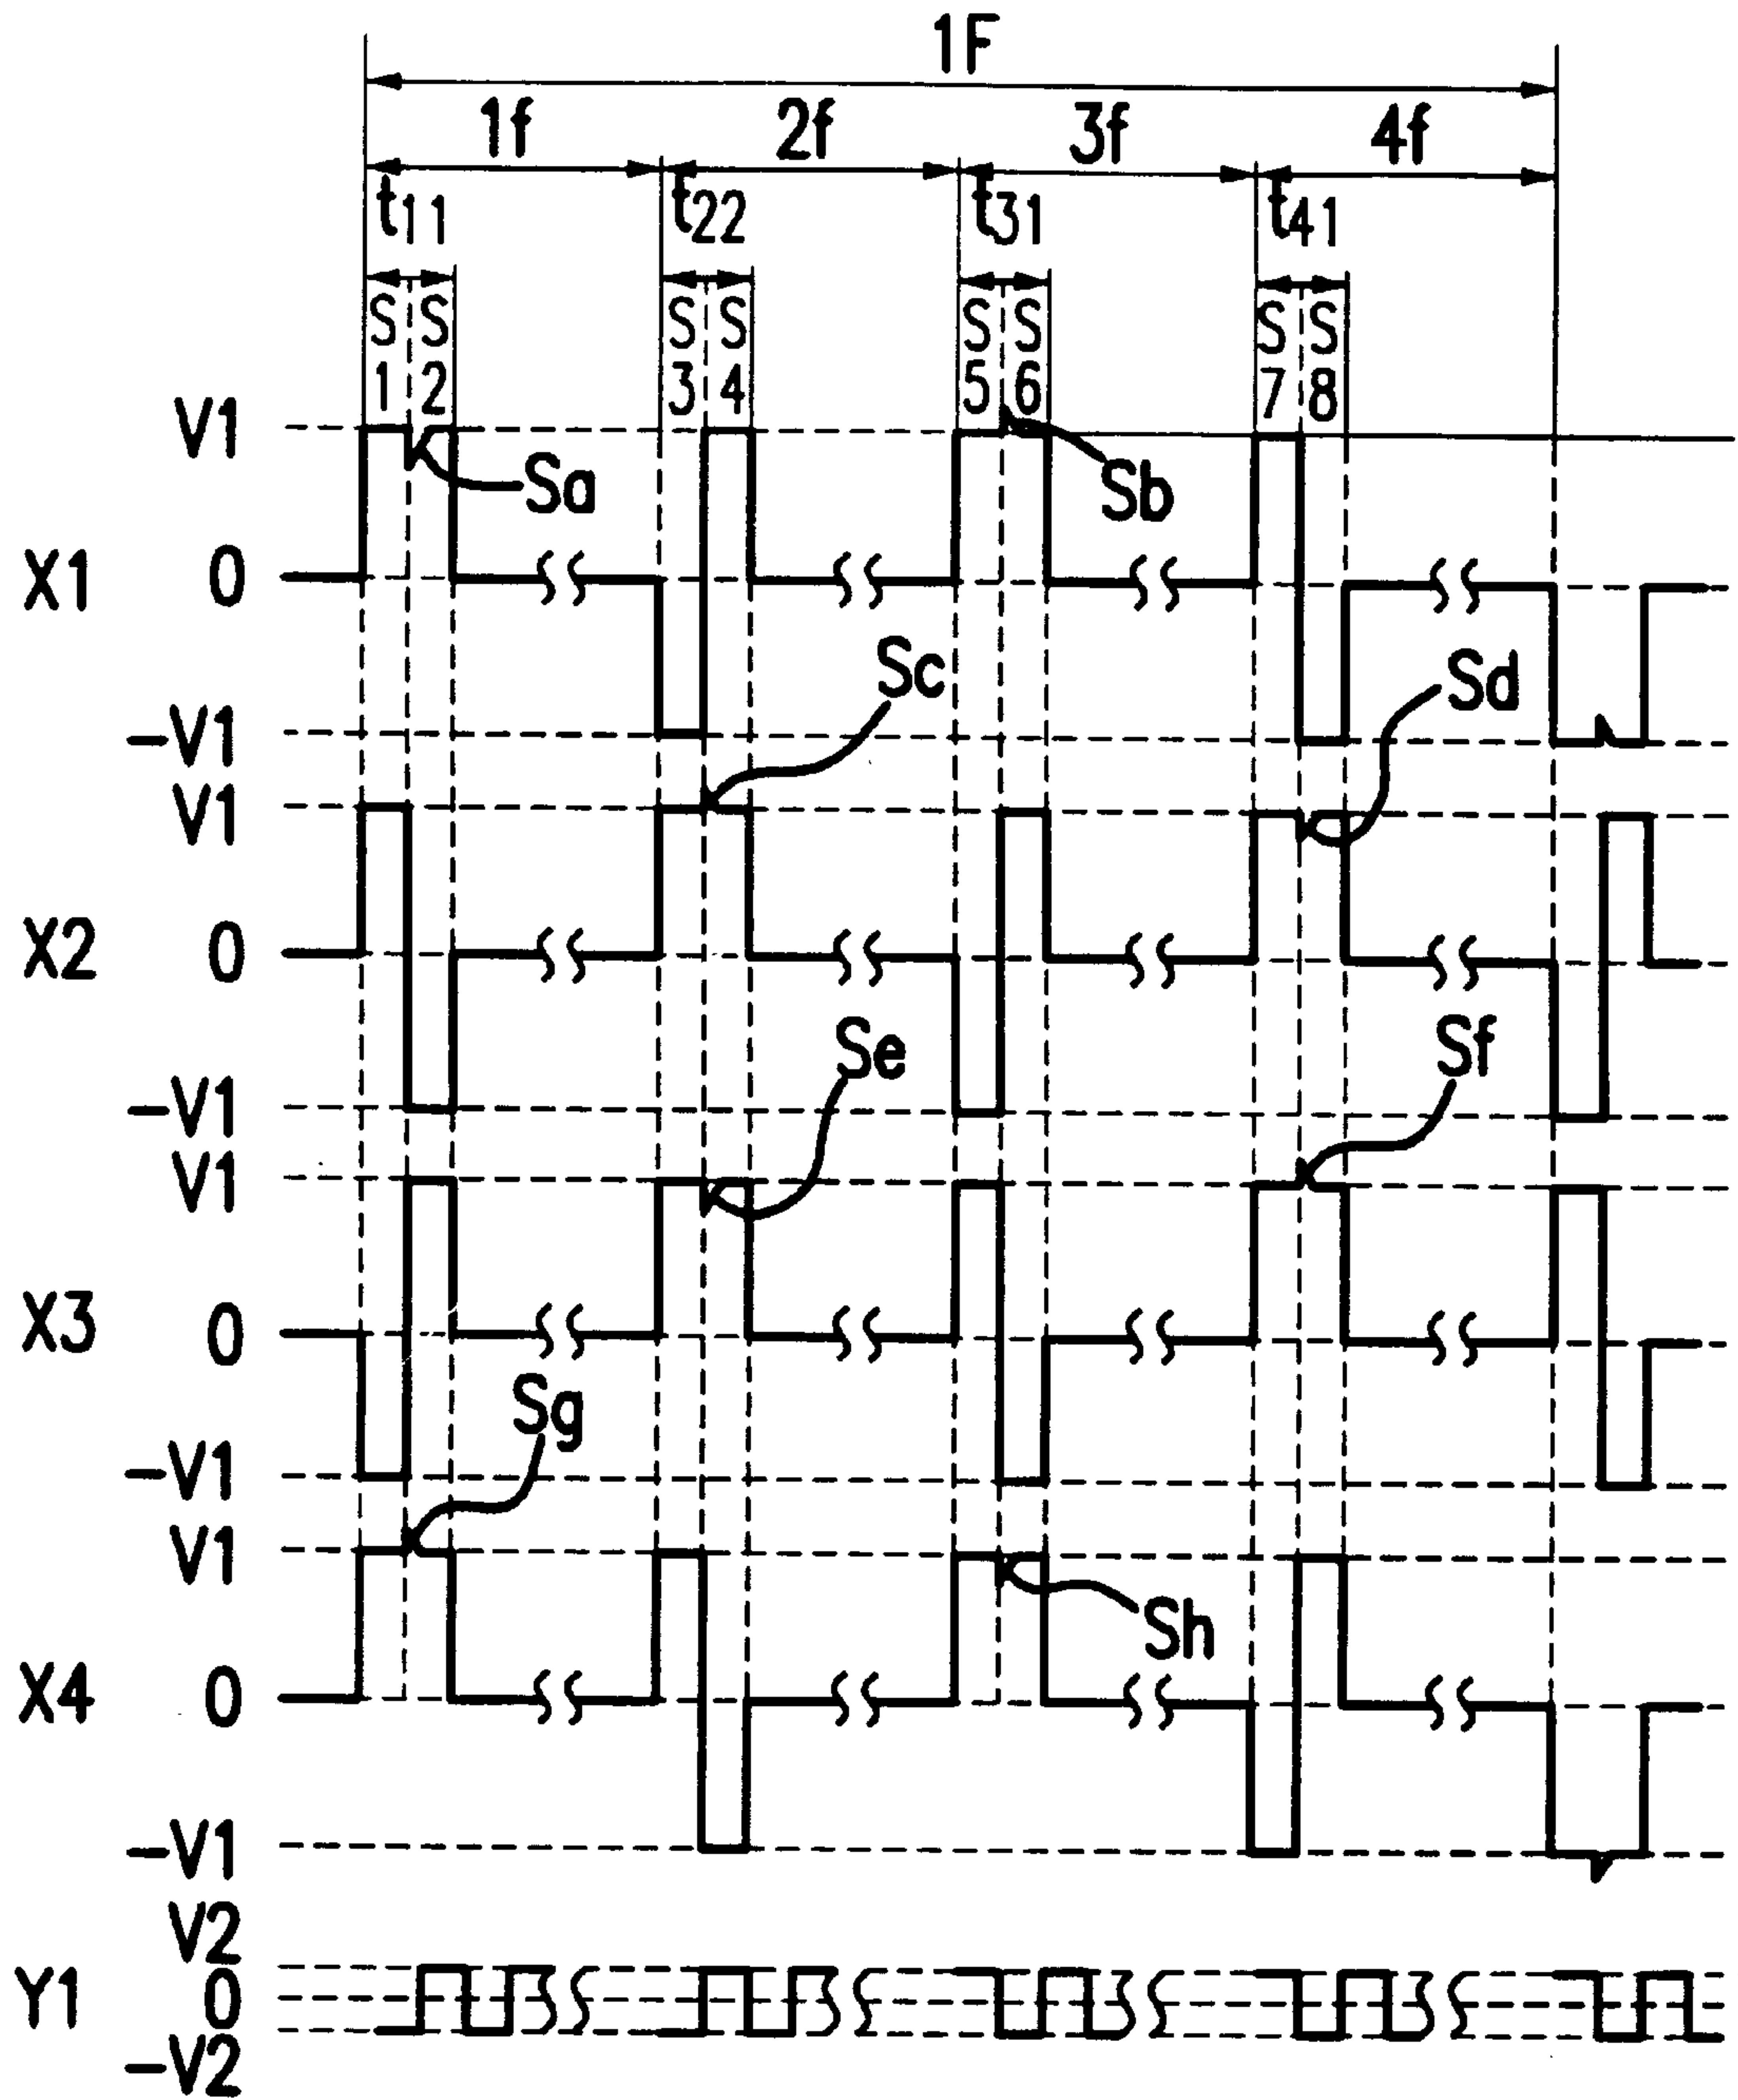 1F
1f 2f 3f 4f
t11 t22 t31 t41
S S S S S S S S
1 2 3 4 5 6 7 8
V1
Sa Sb
X1 0
Sc Sd
-V1
V1
X2 0
Se Sf
-V1
V1
X3 0
Sg
-V1
V1
Sh
X4 0
-V1
V2
Y1 0
-V2